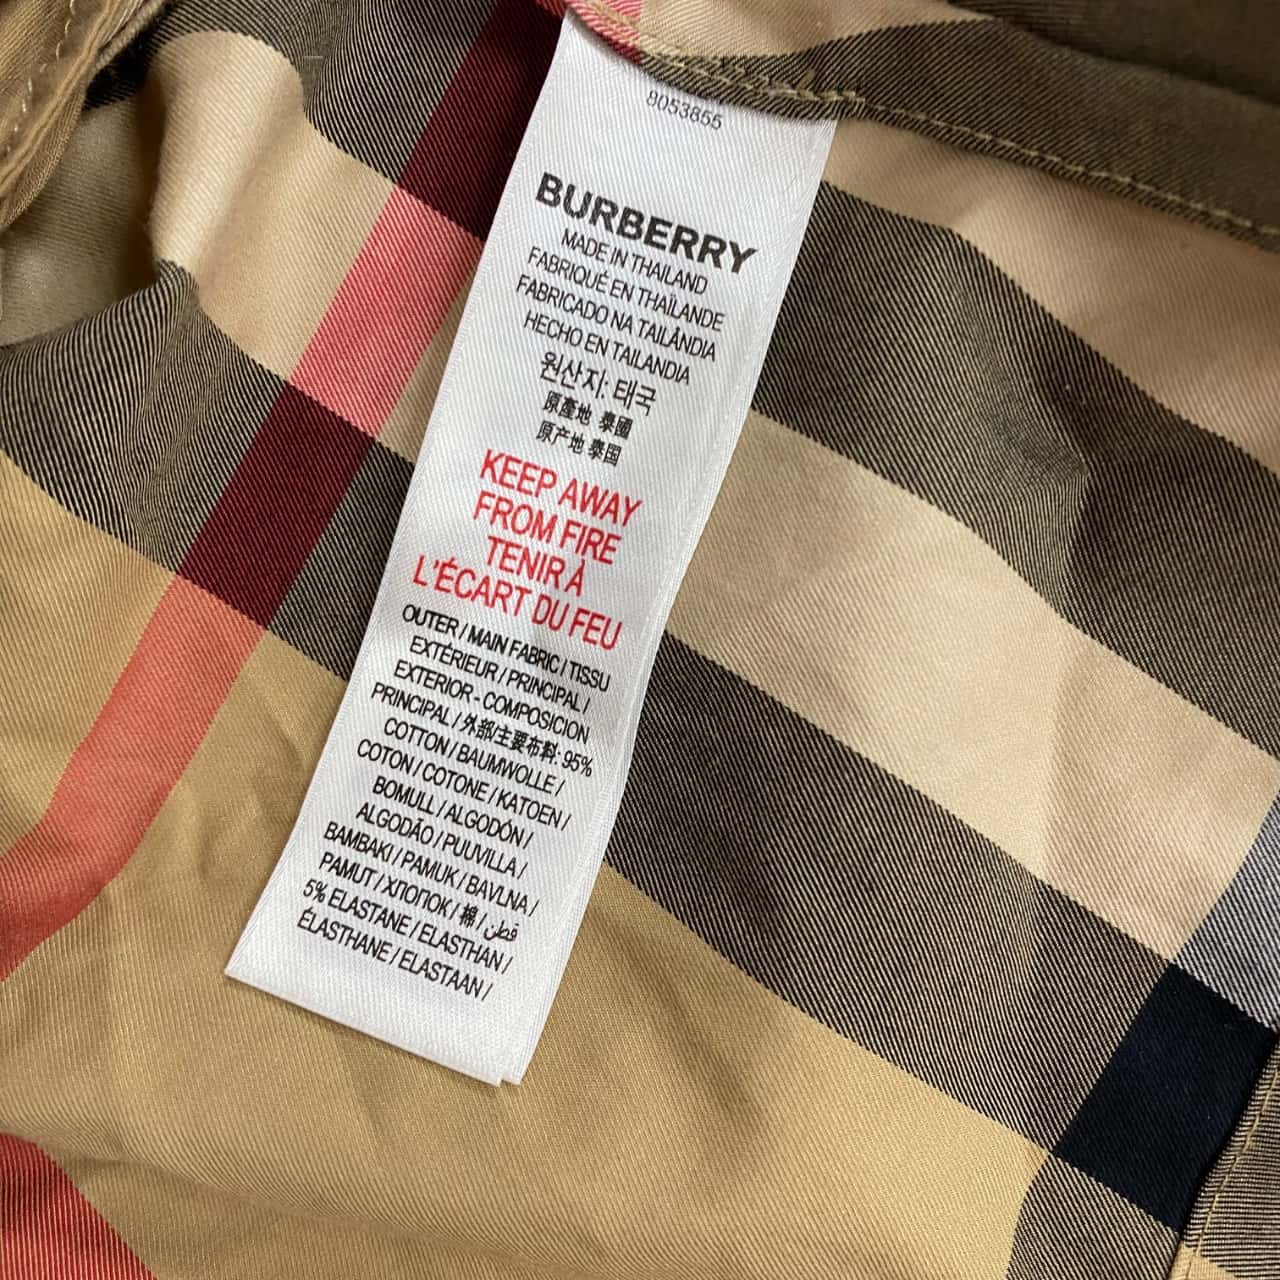 8053855
BURBERRY
MADE IN THAILAND
FABRIQUÉ EN THAÏLANDE
FABRICADO NA TAILÂNDIA
HECHO EN TAILANDIA
원산지: 태국
原產地 泰國
原产地 泰国
KEEP AWAY
FROM FIRE
TENIR À
L'ÉCART DU FEU
OUTER / MAIN FABRIC / TISSU
EXTÉRIEUR / PRINCIPAL /
EXTERIOR - COMPOSICION
PRINCIPAL / 外部/主要布料: 95%
COTTON / BAUMWOLLE /
COTON / COTONE / KATOEN /
BOMULL / ALGODÓN /
ALGODÃO / PUUVILLA /
BAMBAKI / PAMUK / BAVLNA /
PAMUT / ХЛОПОК / 棉 / قطن /
5% ELASTANE / ELASTHAN /
ÉLASTHANE / ELASTAAN /